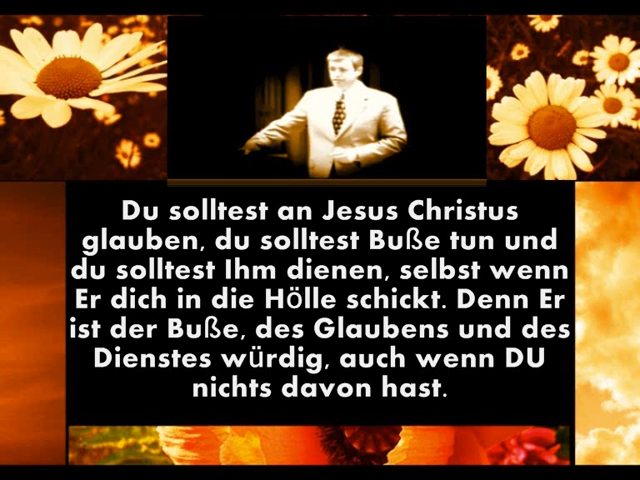 Du solltest an Jesus Christus
glauben, du solltest Buße tun und
du solltest Ihm dienen, selbst wenn
Er dich in die Hölle schickt. Denn Er
ist der Buße, des Glaubens und des
Dienstes würdig, auch wenn DU
nichts davon hast.